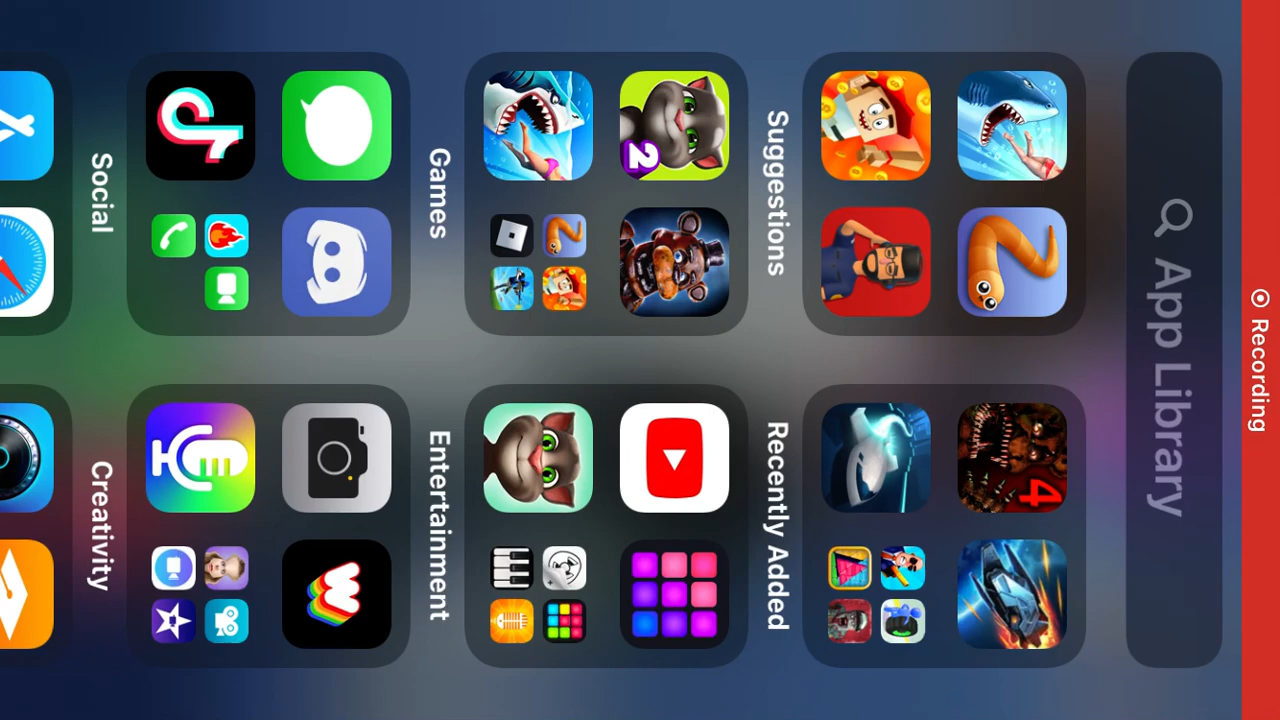 Recording
App Library
4
Suggestions
Recently Added
2
Games
Entertainment
Social
Creativity